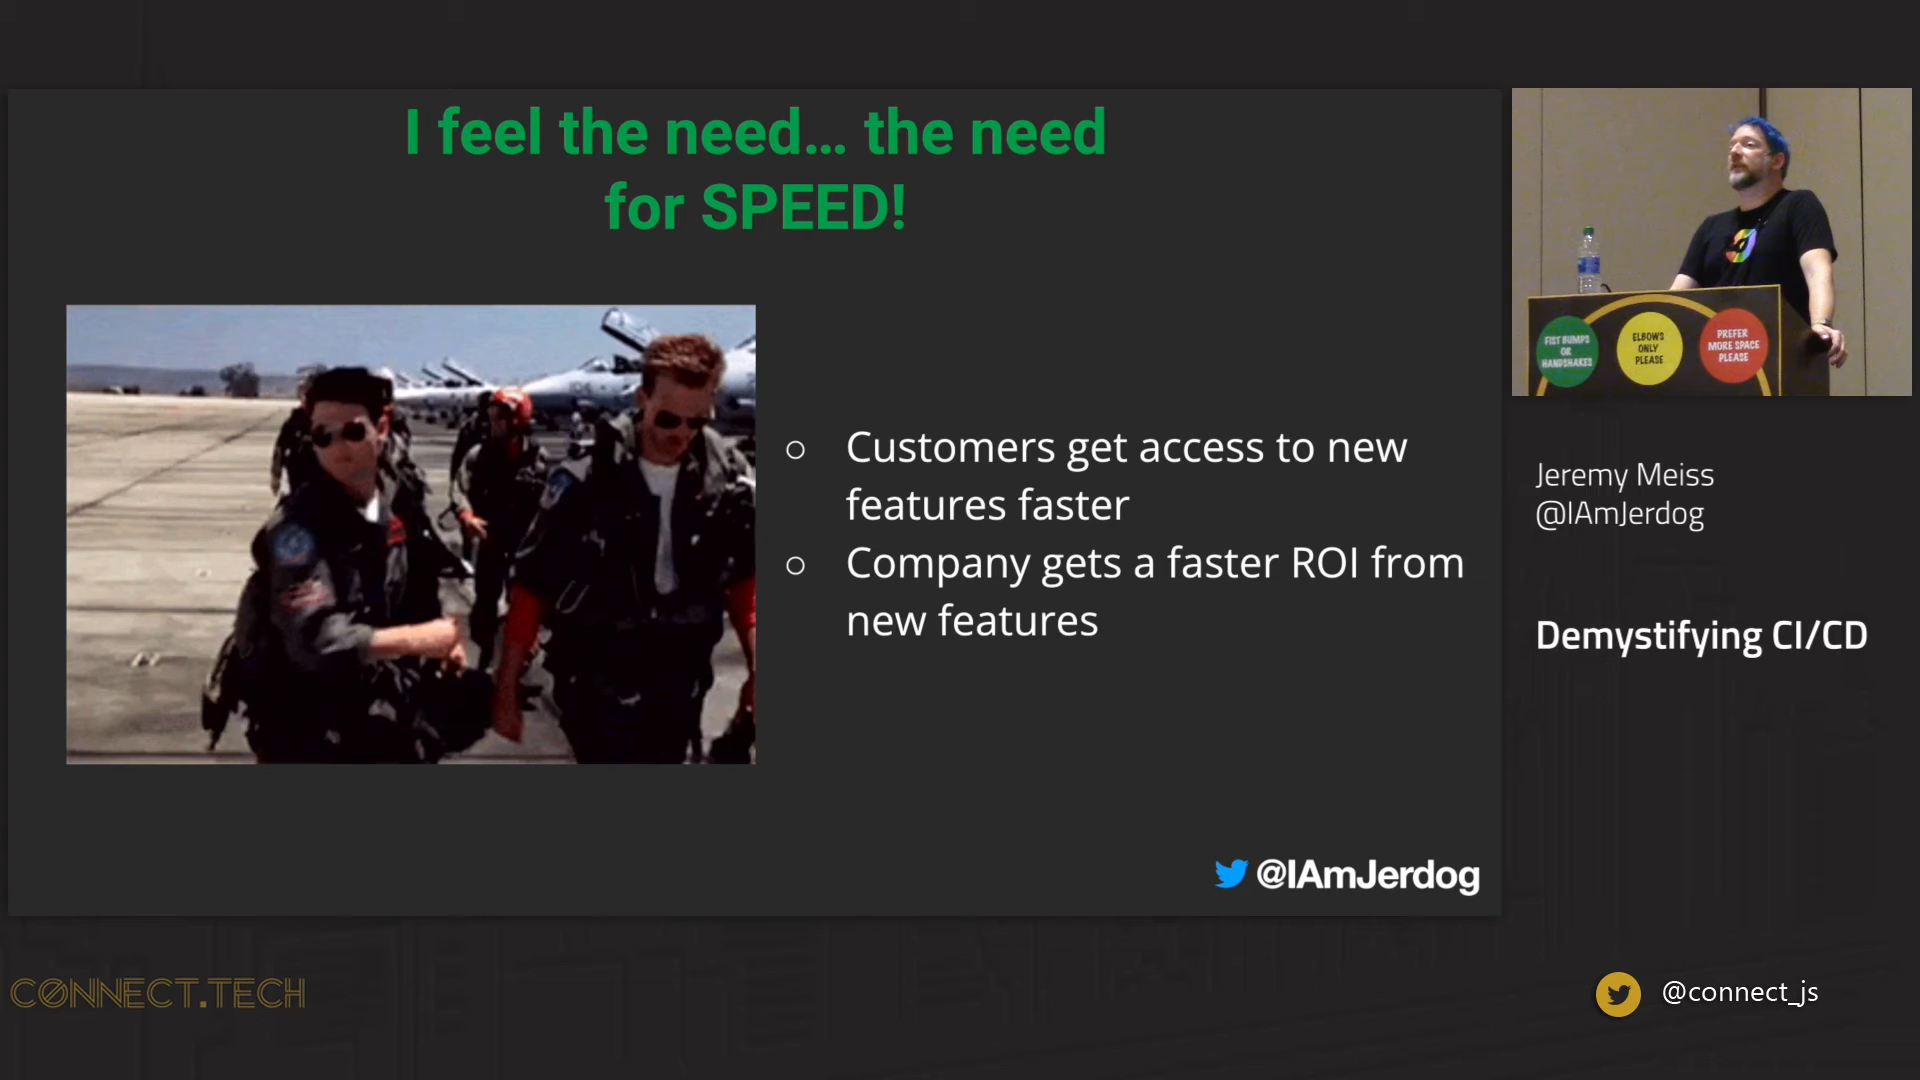 I feel the need... the need
for SPEED!
○ Customers get access to new
features faster
○ Company gets a faster ROI from
new features
@IAmJerdog
FIST BUMPS
OR
HANDSHAKES
ELBOWS
ONLY
PLEASE
PREFER
MORE SPACE
PLEASE
Jeremy Meiss
@IAmJerdog
Demystifying CI/CD
CONNECT.TECH
@connect_js